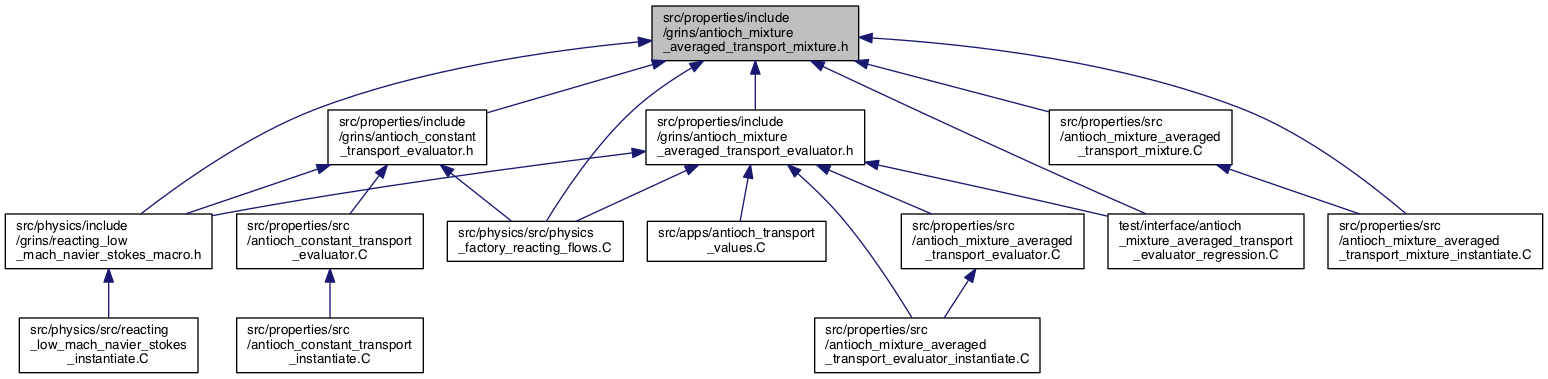 src/properties/include
/grins/antioch_mixture
_averaged_transport_mixture.h
src/properties/include
/grins/antioch_constant
_transport_evaluator.h
src/properties/include
/grins/antioch_mixture
_averaged_transport_evaluator.h
src/properties/src
/antioch_mixture_averaged
_transport_mixture.C
src/physics/include
/grins/reacting_low
_mach_navier_stokes_macro.h
src/properties/src
/antioch_constant_transport
_evaluator.C
src/physics/src/physics
_factory_reacting_flows.C
src/apps/antioch_transport
_values.C
src/properties/src
/antioch_mixture_averaged
_transport_evaluator.C
test/interface/antioch
_mixture_averaged_transport
_evaluator_regression.C
src/properties/src
/antioch_mixture_averaged
_transport_mixture_instantiate.C
src/physics/src/reacting
_low_mach_navier_stokes
_instantiate.C
src/properties/src
/antioch_constant_transport
_instantiate.C
src/properties/src
/antioch_mixture_averaged
_transport_evaluator_instantiate.C